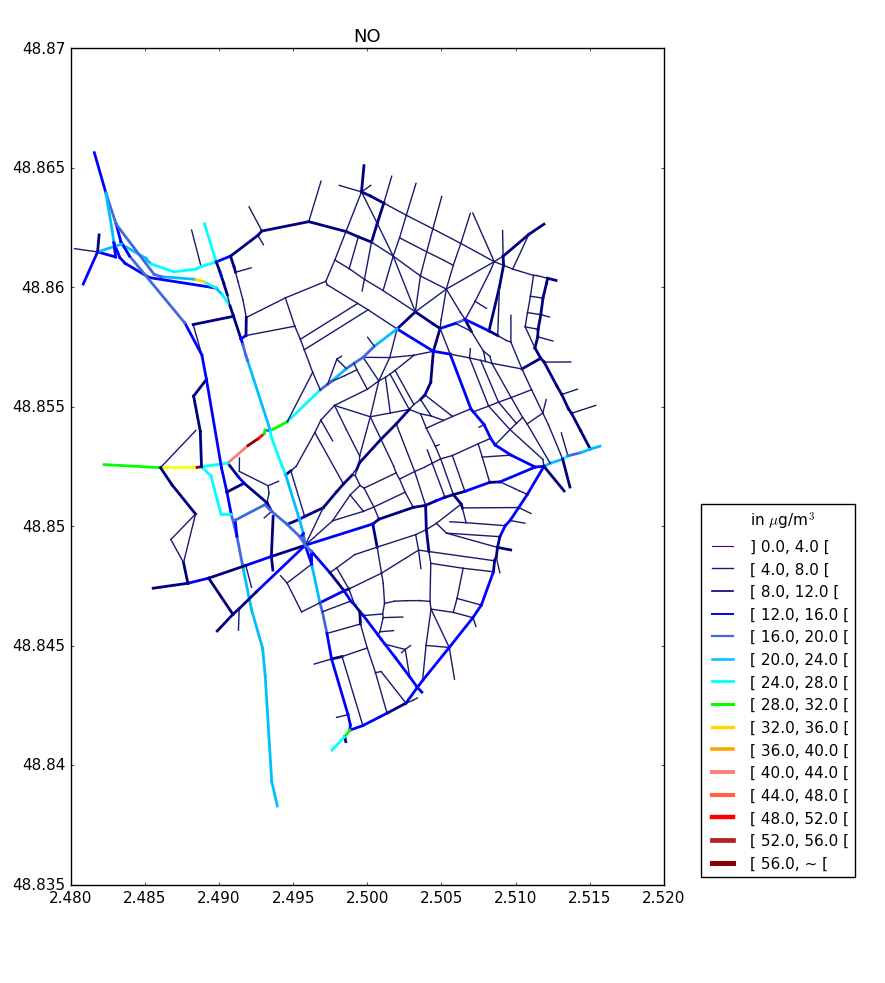 NO
48.87
48.865
48.86
48.855
48.85
48.845
48.84
48.835
2.480 2.485 2.490 2.495 2.500 2.505 2.510 2.515 2.520
in μg/m³
] 0.0, 4.0 [
[ 4.0, 8.0 [
[ 8.0, 12.0 [
[ 12.0, 16.0 [
[ 16.0, 20.0 [
[ 20.0, 24.0 [
[ 24.0, 28.0 [
[ 28.0, 32.0 [
[ 32.0, 36.0 [
[ 36.0, 40.0 [
[ 40.0, 44.0 [
[ 44.0, 48.0 [
[ 48.0, 52.0 [
[ 52.0, 56.0 [
[ 56.0, ~ [